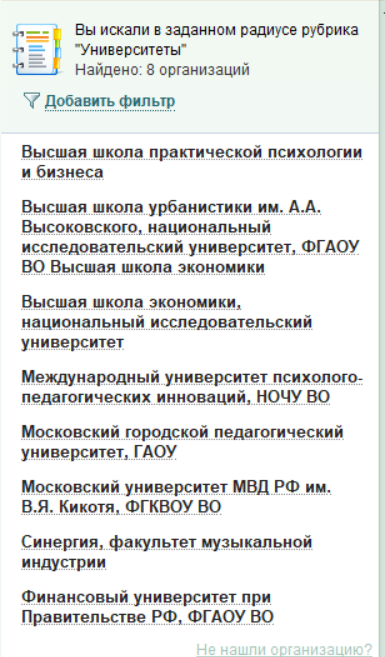 Вы искали в заданном радиусе рубрика
"Университеты"
Найдено: 8 организаций
Добавить фильтр
Высшая школа практической психологии
и бизнеса
Высшая школа урбанистики им. А.А.
Высоковского, национальный
исследовательский университет, ФГАОУ
ВО Высшая школа экономики
Высшая школа экономики,
национальный исследовательский
университет
Международный университет психолого-
педагогических инноваций, НОЧУ ВО
Московский городской педагогический
университет, ГАОУ
Московский университет МВД РФ им.
В.Я. Кикотя, ФГКВОУ ВО
Синергия, факультет музыкальной
индустрии
Финансовый университет при
Правительстве РФ, ФГАОУ ВО
Не нашли организацию?